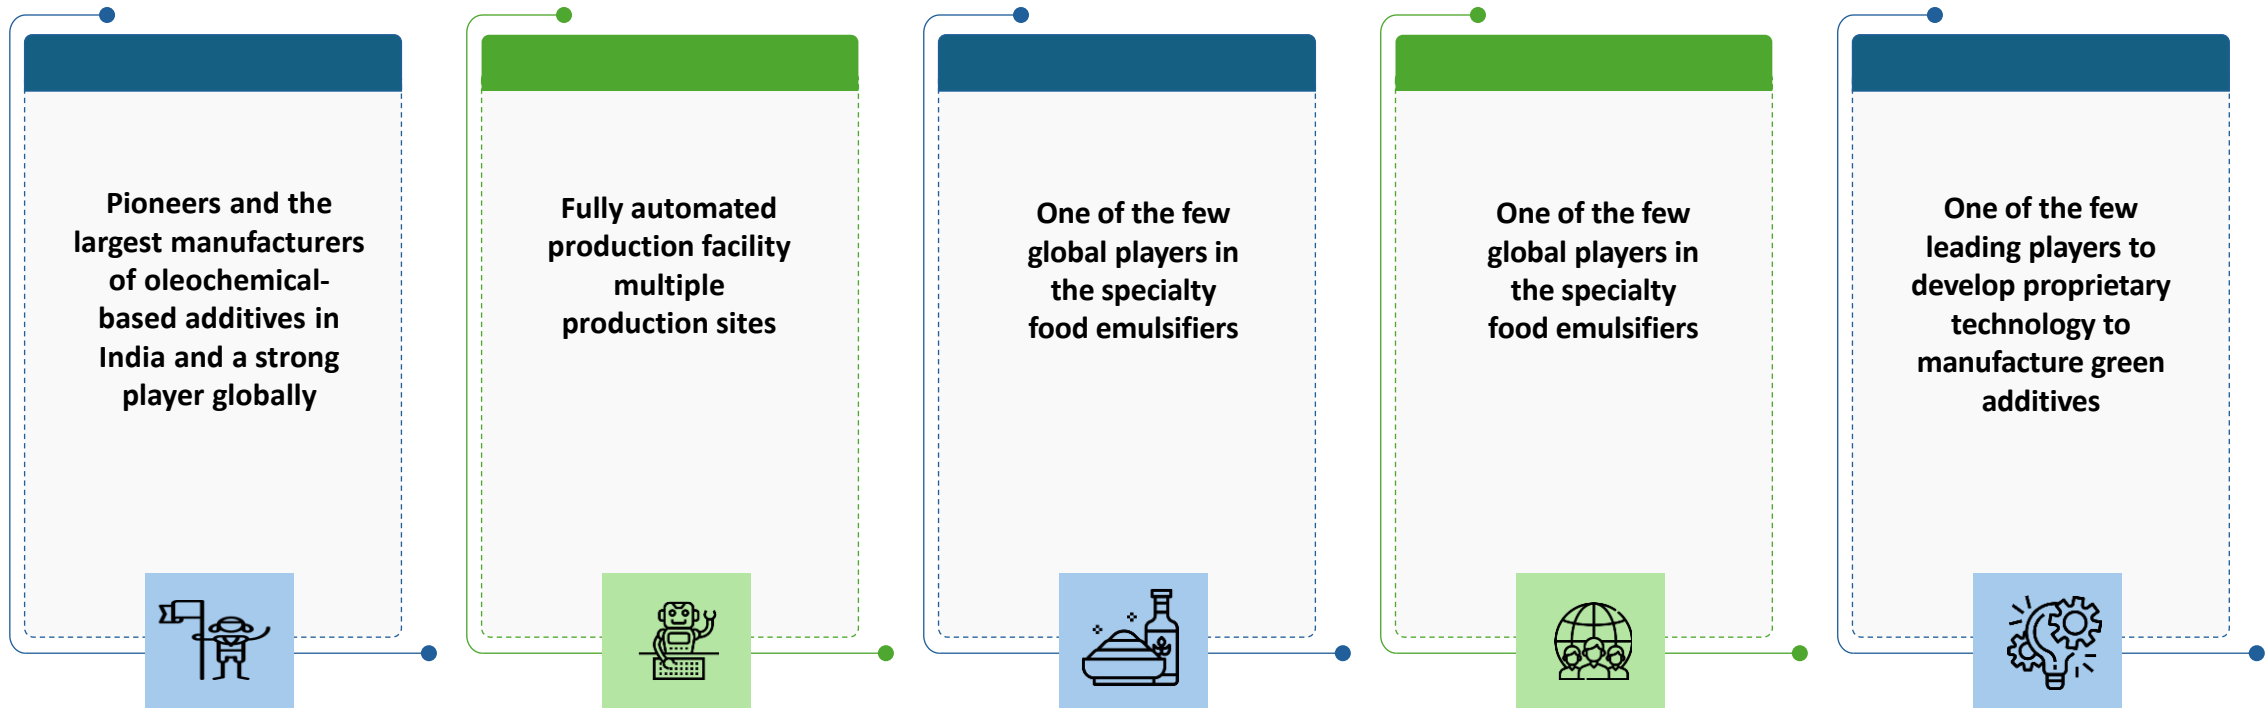 Pioneers and the
largest manufacturers
of oleochemical-
based additives in
India and a strong
player globally
Fully automated
production facility
multiple
production sites
One of the few
global players in
the specialty
food emulsifiers
One of the few
global players in
the specialty
food emulsifiers
One of the few
leading players to
develop proprietary
technology to
manufacture green
additives